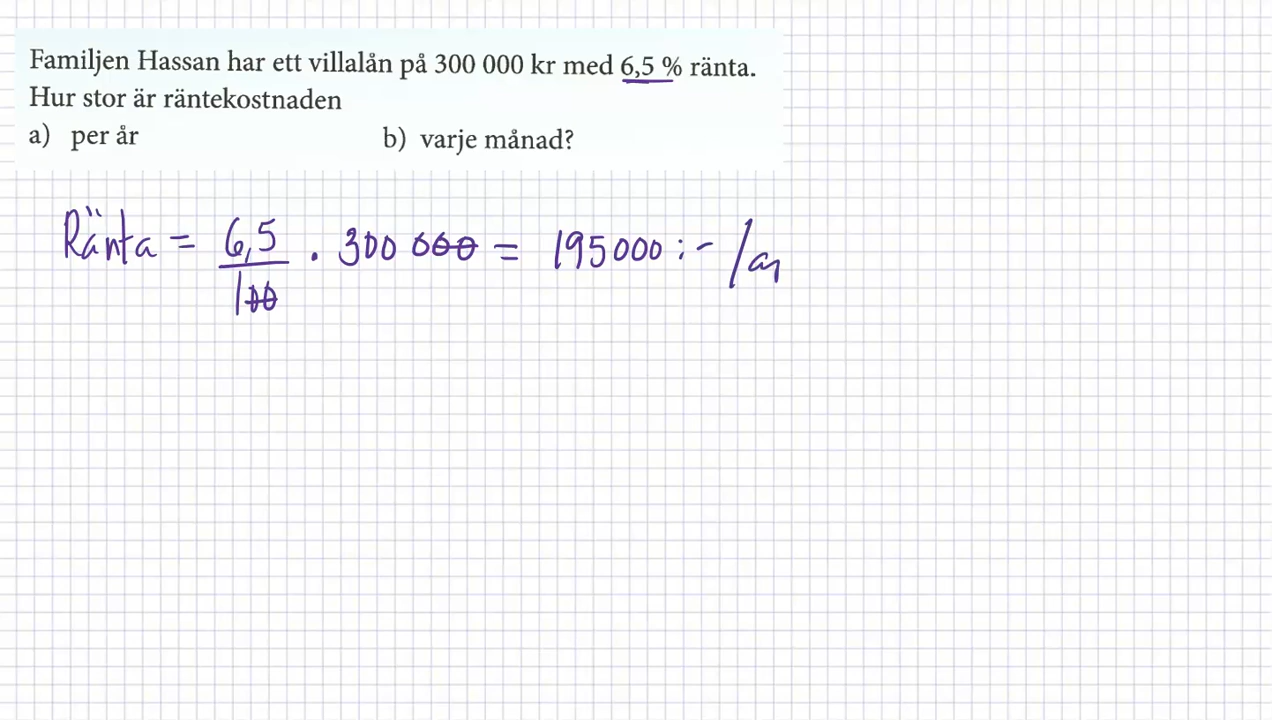 Familjen Hassan har ett villalån på 300 000 kr med 6,5 % ränta.
Hur stor är räntekostnaden
a) per år b) varje månad?
Ränta = 6,5/100 · 300 000 = 195000 :- /år